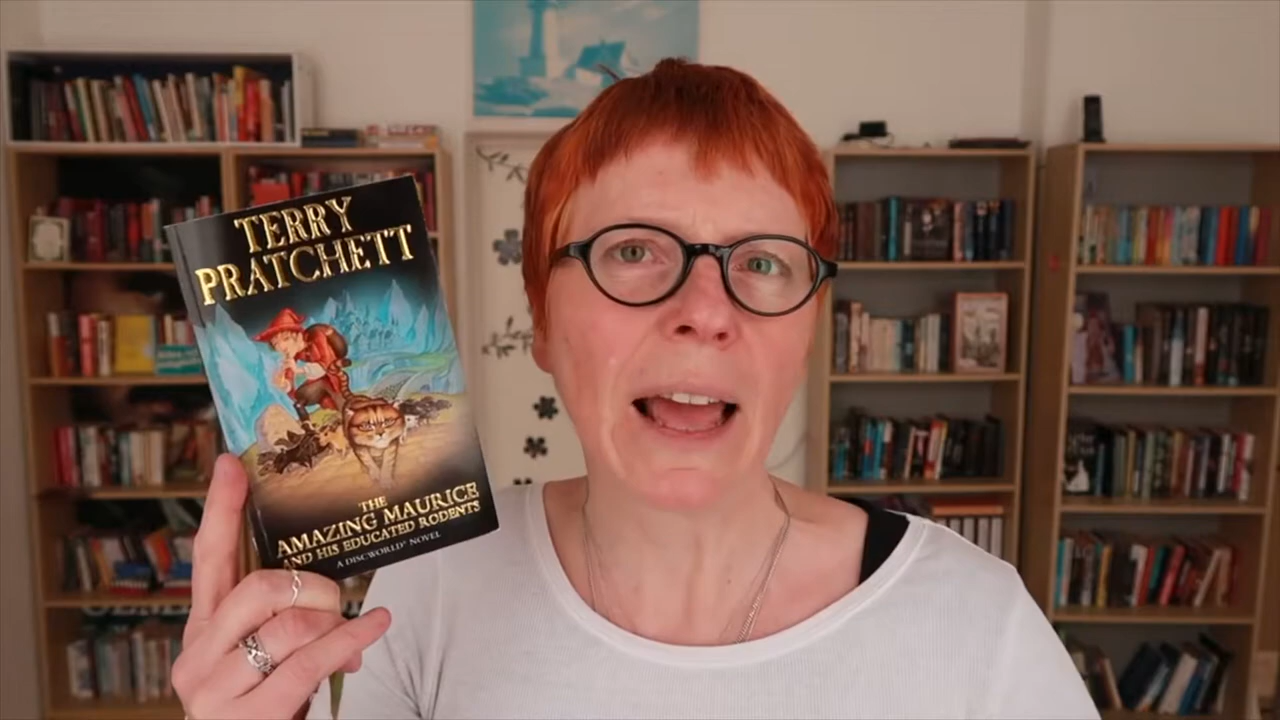 TERRY
PRATCHETT
THE
AMAZING MAURICE
AND HIS EDUCATED RODENTS
A DISCWORLD® NOVEL